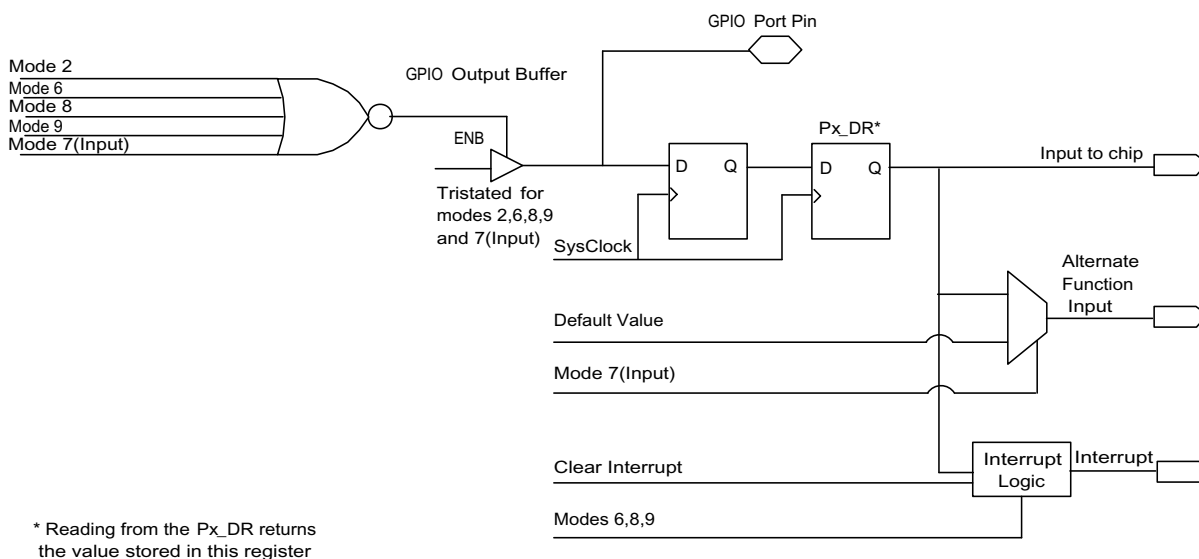 GPIO Port Pin
Mode 2
GPIO Output Buffer
Mode 6
Mode 8
Mode 9
Mode 7(Input)
ENB
Px_DR*
D Q
D Q
Input to chip
Tristated for
modes 2,6,8,9
and 7(Input)
SysClock
Alternate
Function
Input
Default Value
Mode 7(Input)
Clear Interrupt
Interrupt
Logic
Interrupt
Modes 6,8,9
* Reading from the Px_DR returns
the value stored in this register